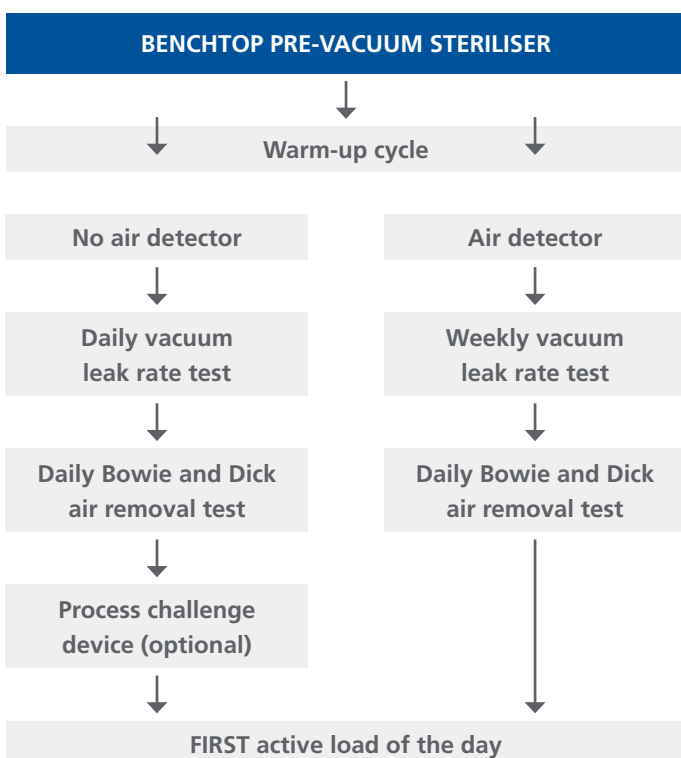 BENCHTOP PRE-VACUUM STERILISER
Warm-up cycle
No air detector
Daily vacuum
leak rate test
Daily Bowie and Dick
air removal test
Process challenge
device (optional)
Air detector
Weekly vacuum
leak rate test
Daily Bowie and Dick
air removal test
FIRST active load of the day